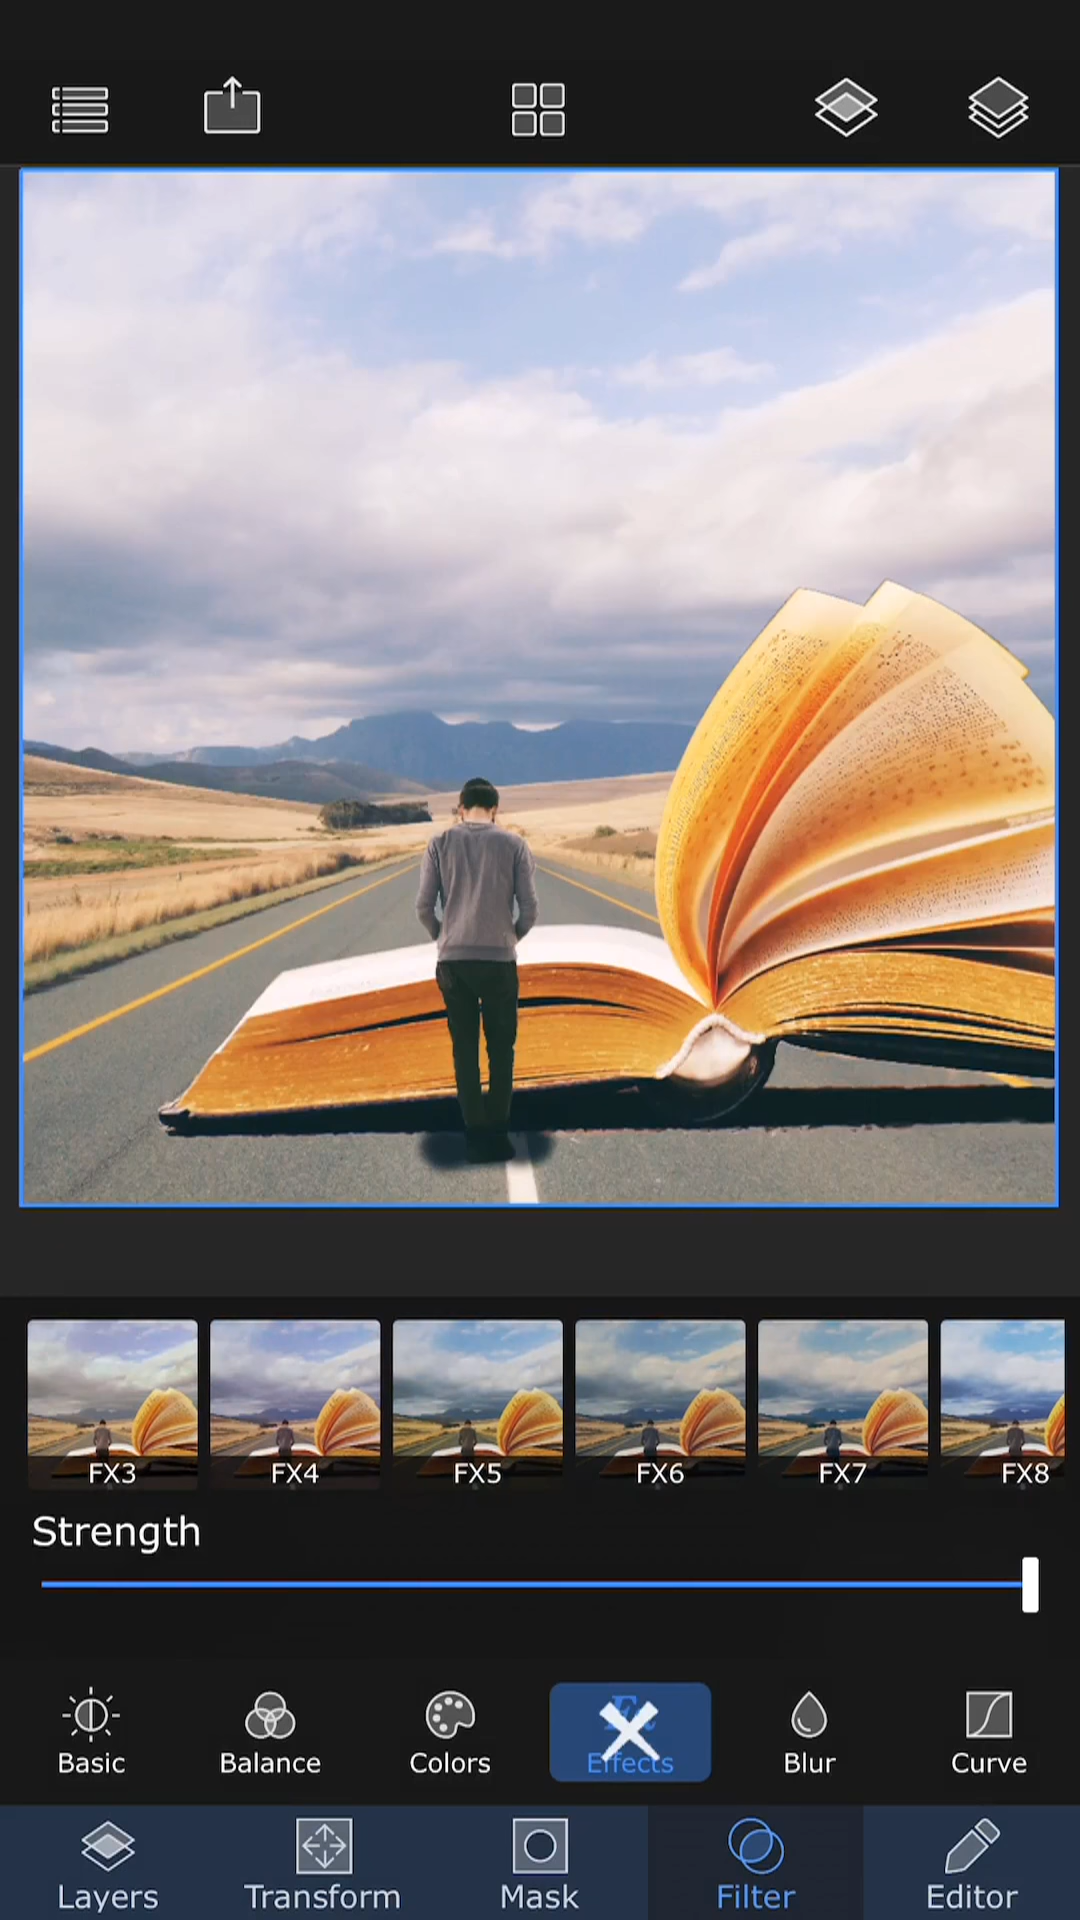 FX3 FX4 FX5 FX6 FX7 FX8
Strength
Basic Balance Colors Effects Blur Curve
Layers Transform Mask Filter Editor